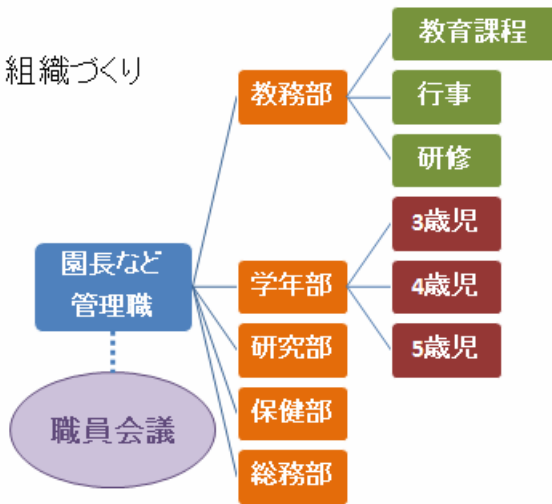 組織づくり
教務部
教育課程
行事
研修
園長など
管理職
学年部
3歳児
4歳児
5歳児
研究部
保健部
総務部
職員会議